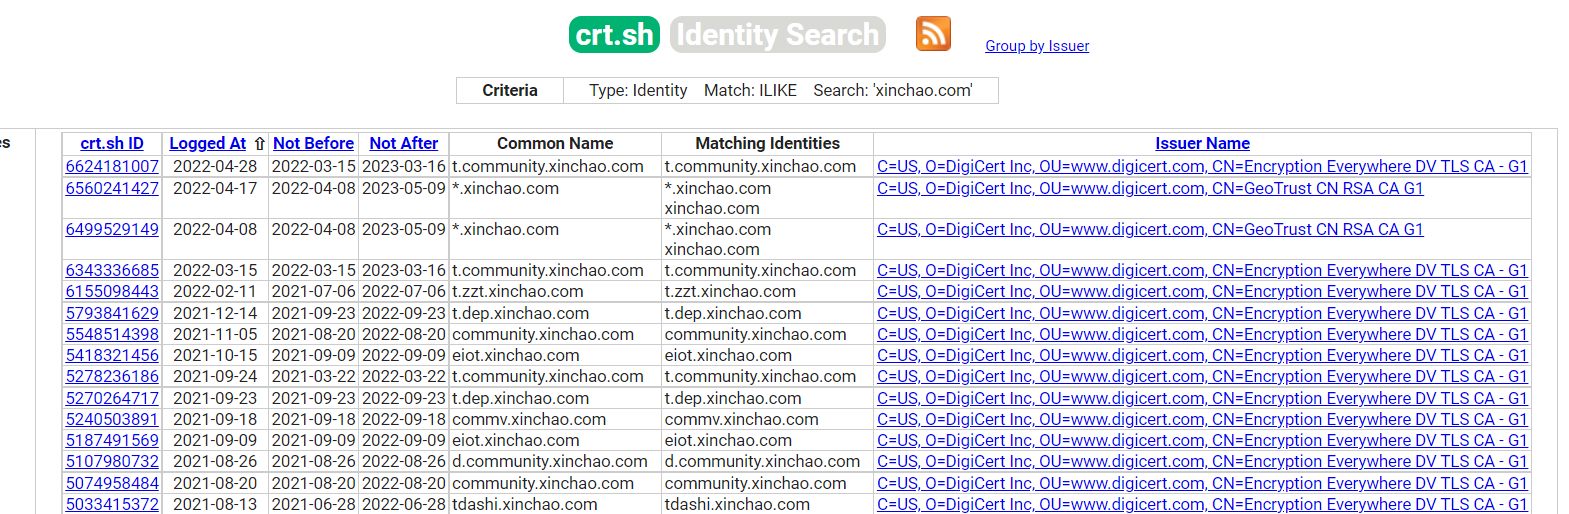 crt.sh Identity Search Group by Issuer
Criteria Type: Identity Match: ILIKE Search: 'xinchao.com'
es
crt.sh ID Logged At ⇧ Not Before Not After Common Name Matching Identities Issuer Name
6624181007 2022-04-28 2022-03-15 2023-03-16 t.community.xinchao.com t.community.xinchao.com C=US, O=DigiCert Inc, OU=www.digicert.com, CN=Encryption Everywhere DV TLS CA - G1
6560241427 2022-04-17 2022-04-08 2023-05-09 *.xinchao.com *.xinchao.com C=US, O=DigiCert Inc, OU=www.digicert.com, CN=GeoTrust CN RSA CA G1
xinchao.com
6499529149 2022-04-08 2022-04-08 2023-05-09 *.xinchao.com *.xinchao.com C=US, O=DigiCert Inc, OU=www.digicert.com, CN=GeoTrust CN RSA CA G1
xinchao.com
6343336685 2022-03-15 2022-03-15 2023-03-16 t.community.xinchao.com t.community.xinchao.com C=US, O=DigiCert Inc, OU=www.digicert.com, CN=Encryption Everywhere DV TLS CA - G1
6155098443 2022-02-11 2021-07-06 2022-07-06 t.zzt.xinchao.com t.zzt.xinchao.com C=US, O=DigiCert Inc, OU=www.digicert.com, CN=Encryption Everywhere DV TLS CA - G1
5793841629 2021-12-14 2021-09-23 2022-09-23 t.dep.xinchao.com t.dep.xinchao.com C=US, O=DigiCert Inc, OU=www.digicert.com, CN=Encryption Everywhere DV TLS CA - G1
5548514398 2021-11-05 2021-08-20 2022-08-20 community.xinchao.com community.xinchao.com C=US, O=DigiCert Inc, OU=www.digicert.com, CN=Encryption Everywhere DV TLS CA - G1
5418321456 2021-10-15 2021-09-09 2022-09-09 eiot.xinchao.com eiot.xinchao.com C=US, O=DigiCert Inc, OU=www.digicert.com, CN=Encryption Everywhere DV TLS CA - G1
5278236186 2021-09-24 2021-03-22 2022-03-22 t.community.xinchao.com t.community.xinchao.com C=US, O=DigiCert Inc, OU=www.digicert.com, CN=Encryption Everywhere DV TLS CA - G1
5270264717 2021-09-23 2021-09-23 2022-09-23 t.dep.xinchao.com t.dep.xinchao.com C=US, O=DigiCert Inc, OU=www.digicert.com, CN=Encryption Everywhere DV TLS CA - G1
5240503891 2021-09-18 2021-09-18 2022-09-18 commv.xinchao.com commv.xinchao.com C=US, O=DigiCert Inc, OU=www.digicert.com, CN=Encryption Everywhere DV TLS CA - G1
5187491569 2021-09-09 2021-09-09 2022-09-09 eiot.xinchao.com eiot.xinchao.com C=US, O=DigiCert Inc, OU=www.digicert.com, CN=Encryption Everywhere DV TLS CA - G1
5107980732 2021-08-26 2021-08-26 2022-08-26 d.community.xinchao.com d.community.xinchao.com C=US, O=DigiCert Inc, OU=www.digicert.com, CN=Encryption Everywhere DV TLS CA - G1
5074958484 2021-08-20 2021-08-20 2022-08-20 community.xinchao.com community.xinchao.com C=US, O=DigiCert Inc, OU=www.digicert.com, CN=Encryption Everywhere DV TLS CA - G1
5033415372 2021-08-13 2021-06-28 2022-06-28 tdashi.xinchao.com tdashi.xinchao.com C=US, O=DigiCert Inc, OU=www.digicert.com, CN=Encryption Everywhere DV TLS CA - G1